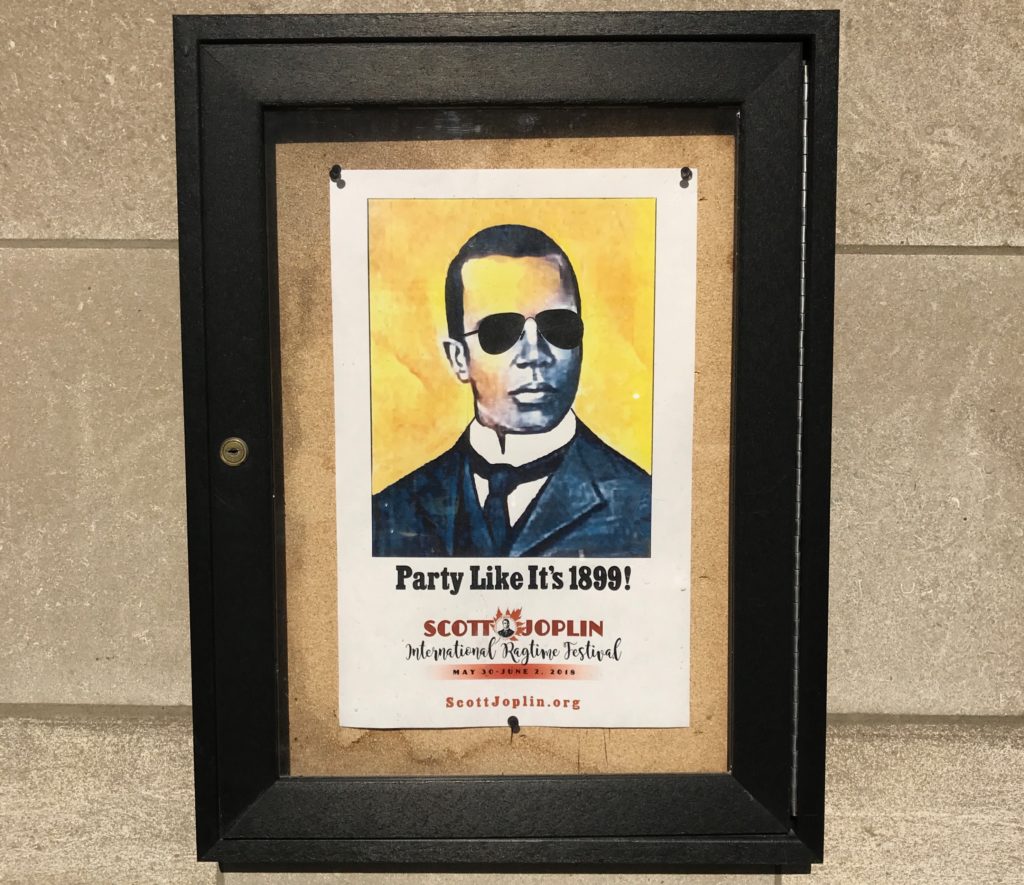 Party Like It's 1899!
SCOTT JOPLIN
International Ragtime Festival
MAY 30-JUNE 2, 2018
ScottJoplin.org